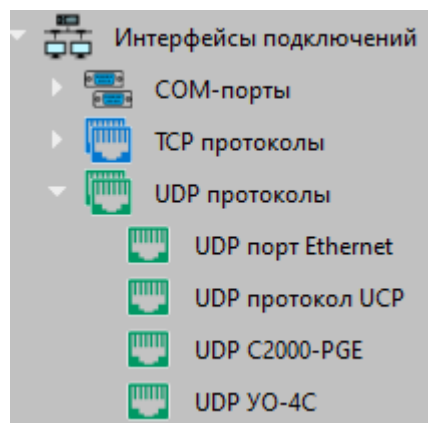 Интерфейсы подключений
COM-порты
TCP протоколы
UDP протоколы
UDP порт Ethernet
UDP протокол UCP
UDP С2000-PGE
UDP УО-4С